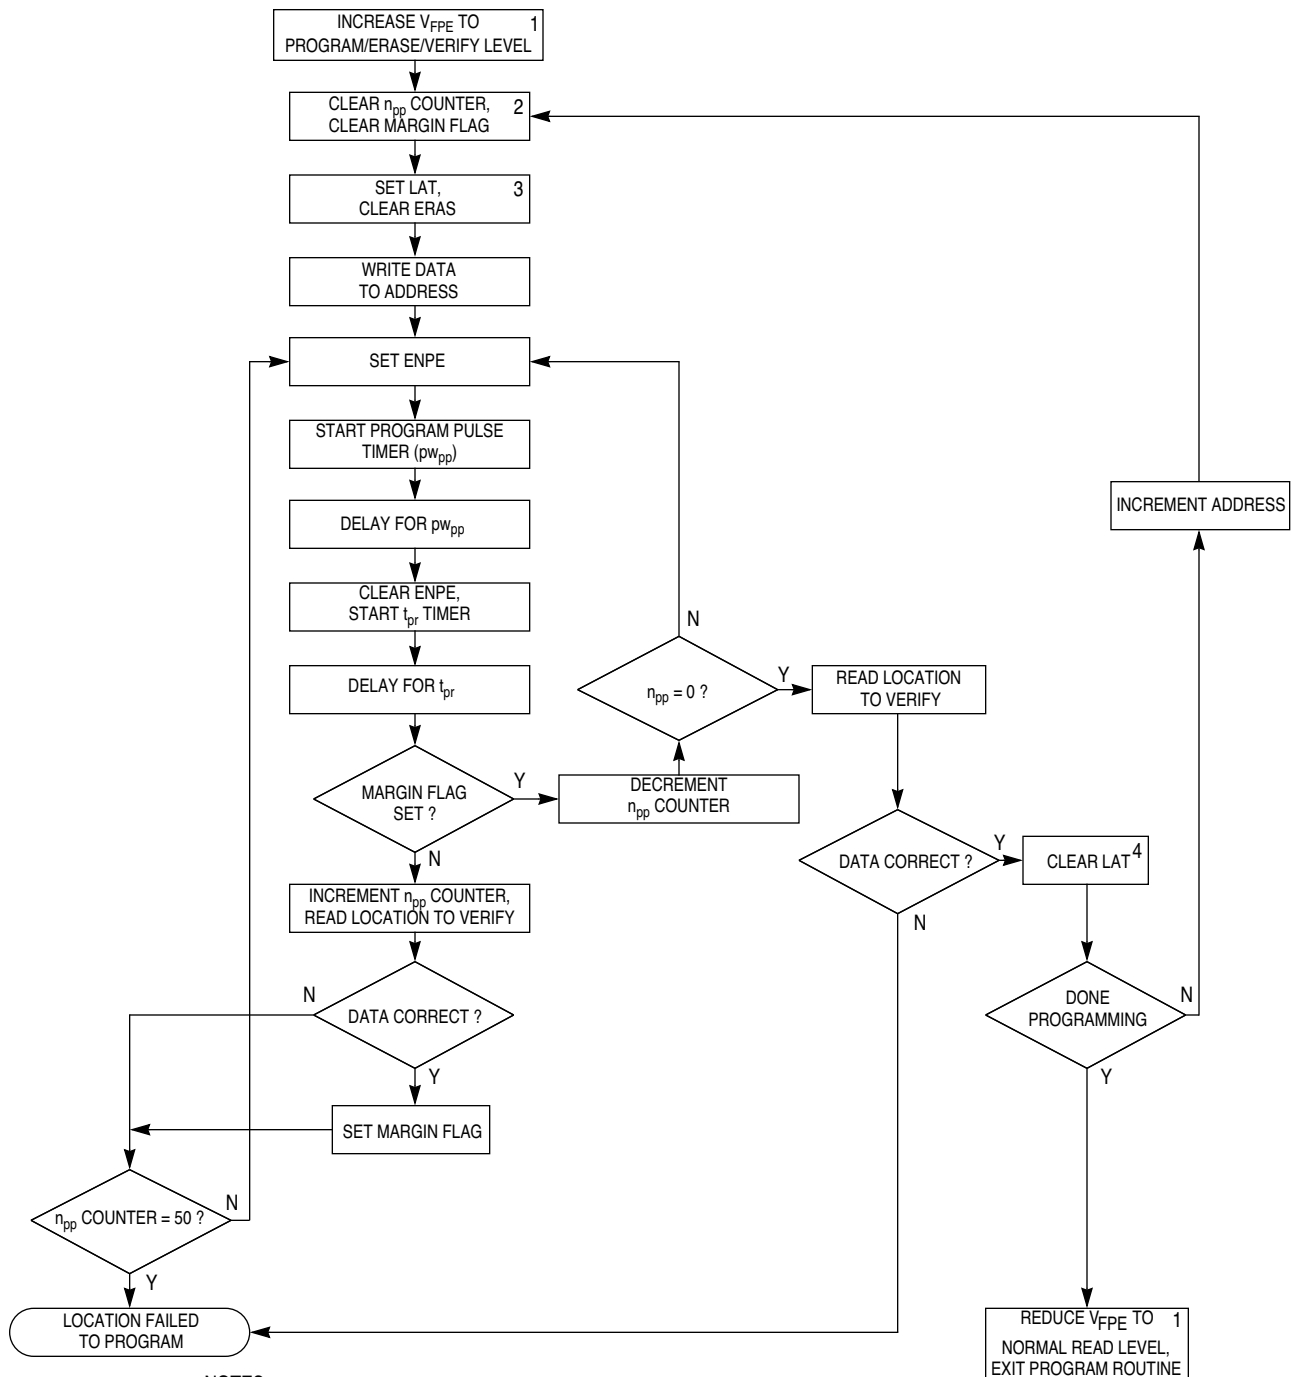 INCREASE VFPE TO 1
PROGRAM/ERASE/VERIFY LEVEL
CLEAR npp COUNTER, 2
CLEAR MARGIN FLAG
SET LAT, 3
CLEAR ERAS
WRITE DATA
TO ADDRESS
SET ENPE
START PROGRAM PULSE
TIMER (pwpp)
DELAY FOR pwpp
CLEAR ENPE,
START tpr TIMER
DELAY FOR tpr
MARGIN FLAG
SET ?
Y
N
DECREMENT
npp COUNTER
npp = 0 ?
N
Y
READ LOCATION
TO VERIFY
DATA CORRECT ?
Y
N
CLEAR LAT 4
DONE
PROGRAMMING
N
Y
INCREMENT ADDRESS
INCREMENT npp COUNTER,
READ LOCATION TO VERIFY
DATA CORRECT ?
N
Y
SET MARGIN FLAG
npp COUNTER = 50 ?
N
Y
LOCATION FAILED
TO PROGRAM
REDUCE VFPE TO 1
NORMAL READ LEVEL,
EXIT PROGRAM ROUTINE